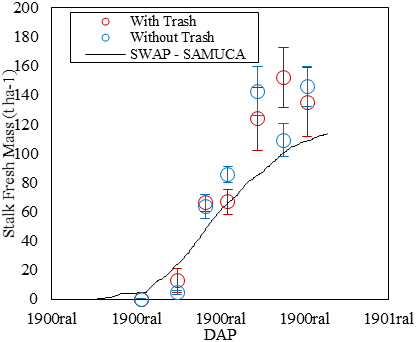 200
180
160
140
120
100
80
60
40
20
0
Stalk Fresh Mass (t ha-1)
With Trash
Without Trash
SWAP - SAMUCA
1900ral 1900ral 1900ral 1900ral 1901ral
DAP